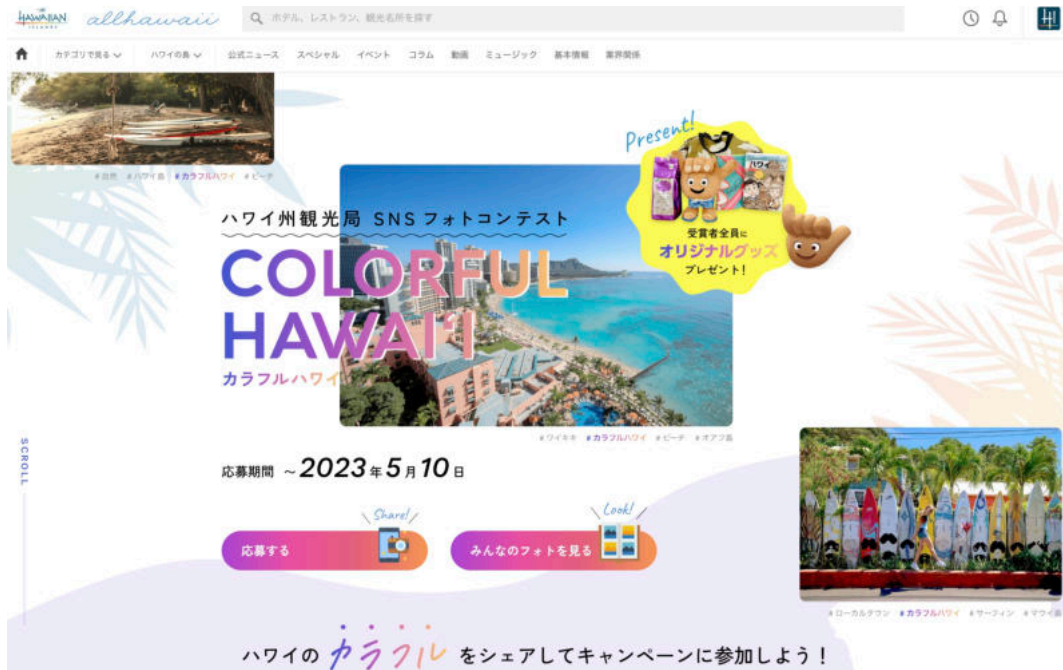 HAWAIIAN
ISLANDS
allhawaii
ホテル、レストラン、観光名所を探す
カテゴリで見る
ハワイの島
公式ニュース
スペシャル
イベント
コラム
動画
ミュージック
基本情報
業界関係
#自然 #ハワイ島 #カラフルハワイ #ビーチ
Present!
ハワイ
受賞者全員に
オリジナルグッズ
プレゼント!
ハワイ州観光局 SNS フォトコンテスト
COLORFUL
HAWAI‘I
カラフルハワイ
#ワイキキ #カラフルハワイ #ビーチ #オアフ島
SCROLL
応募期間 ~2023年5月10日
Share!
応募する
Look!
みんなのフォトを見る
#ローカルタウン #カラフルハワイ #サーフィン #マウイ島
ハワイの カラフル をシェアしてキャンペーンに参加しよう!